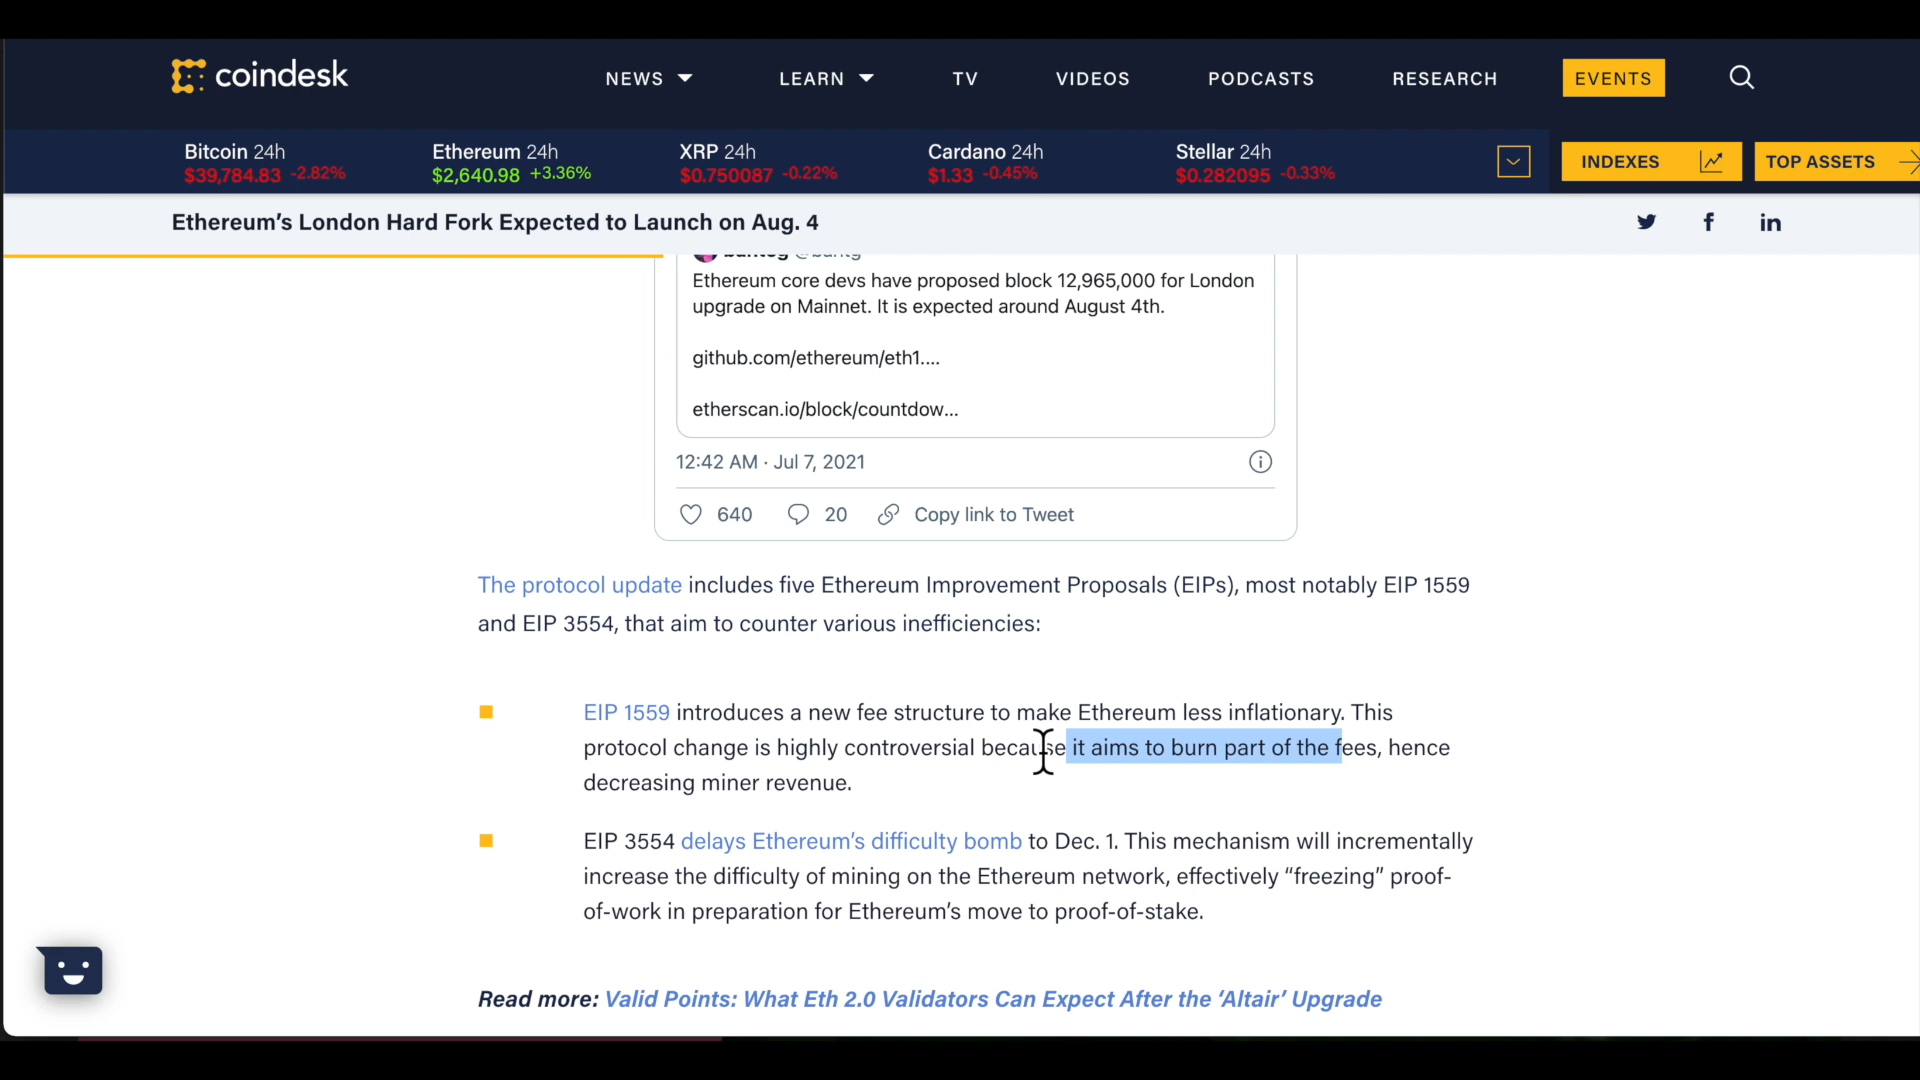 coindesk
NEWS
LEARN
TV
VIDEOS
PODCASTS
RESEARCH
EVENTS
Bitcoin 24h
$39,784.83 -2.82%
Ethereum 24h
$2,640.98 +3.36%
XRP 24h
$0.750087 -0.22%
Cardano 24h
$1.33 -0.45%
Stellar 24h
$0.282095 -0.33%
INDEXES
TOP ASSETS
Ethereum’s London Hard Fork Expected to Launch on Aug. 4
Ethereum core devs have proposed block 12,965,000 for London
upgrade on Mainnet. It is expected around August 4th.
github.com/ethereum/eth1....
etherscan.io/block/countdow...
12:42 AM · Jul 7, 2021
640
20
Copy link to Tweet
The protocol update includes five Ethereum Improvement Proposals (EIPs), most notably EIP 1559
and EIP 3554, that aim to counter various inefficiencies:
EIP 1559 introduces a new fee structure to make Ethereum less inflationary. This
protocol change is highly controversial because it aims to burn part of the fees, hence
decreasing miner revenue.
EIP 3554 delays Ethereum’s difficulty bomb to Dec. 1. This mechanism will incrementally
increase the difficulty of mining on the Ethereum network, effectively “freezing” proof-
of-work in preparation for Ethereum’s move to proof-of-stake.
Read more: Valid Points: What Eth 2.0 Validators Can Expect After the ‘Altair’ Upgrade